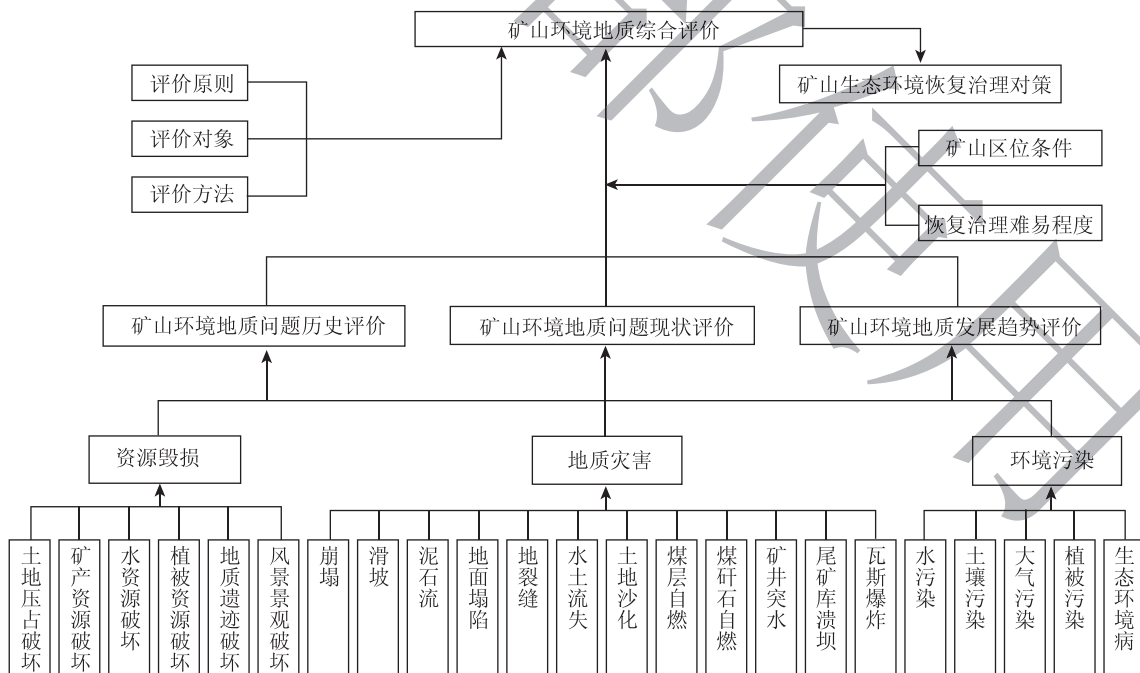 矿山环境地质综合评价
评价原则
矿山生态环境恢复治理对策
评价对象
矿山区位条件
评价方法
恢复治理难易程度
矿山环境地质问题历史评价
矿山环境地质问题现状评价
矿山环境地质发展趋势评价
资源毁损
地质灾害
环境污染
土地压占破坏
矿产资源破坏
水资源破坏
植被资源破坏
地质遗迹破坏
风景景观破坏
崩塌
滑坡
泥石流
地面塌陷
地裂缝
水土流失
土地沙化
煤层自燃
煤矸石自燃
矿井突水
尾矿库溃坝
瓦斯爆炸
水污染
土壤污染
大气污染
植被污染
生态环境病
使用